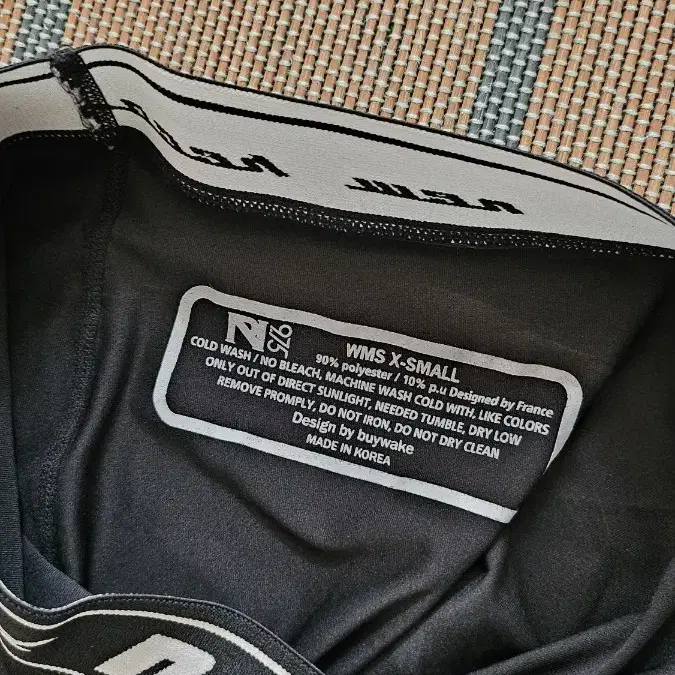 N 976
WMS X-SMALL
90% polyester / 10% p.u Designed by France
COLD WASH / NO BLEACH, MACHINE WASH COLD WITH, LIKE COLORS
ONLY OUT OF DIRECT SUNLIGHT, NEEDED TUMBLE, DRY LOW
REMOVE PROMPLY, DO NOT IRON, DO NOT DRY CLEAN
Design by buywake
MADE IN KOREA